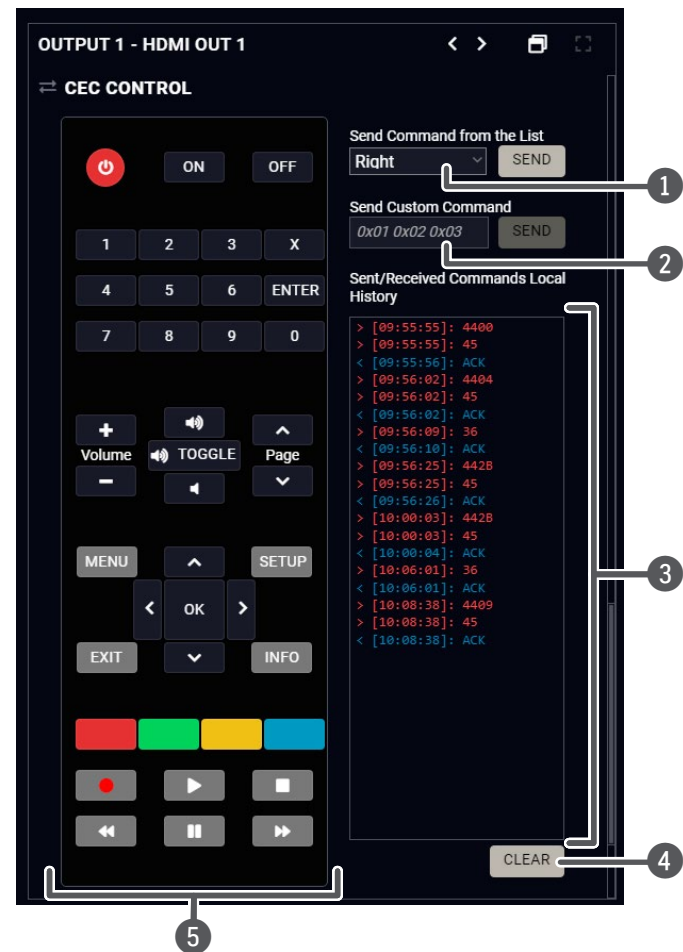 OUTPUT 1 - HDMI OUT 1
CEC CONTROL
ON OFF
1 2 3 X
4 5 6 ENTER
7 8 9 0
Volume TOGGLE Page
MENU SETUP
OK
EXIT INFO
Send Command from the List
Right SEND
Send Custom Command
0x01 0x02 0x03 SEND
Sent/Received Commands Local
History
> [09:55:55]: 4400
> [09:55:55]: 45
< [09:55:56]: ACK
> [09:56:02]: 4404
> [09:56:02]: 45
< [09:56:02]: ACK
> [09:56:09]: 36
< [09:56:10]: ACK
> [09:56:25]: 442B
> [09:56:25]: 45
< [09:56:26]: ACK
> [10:00:03]: 442B
> [10:00:03]: 45
< [10:00:04]: ACK
> [10:06:01]: 36
< [10:06:01]: ACK
> [10:08:38]: 4409
> [10:08:38]: 45
< [10:08:38]: ACK
CLEAR
1
2
3
4
5